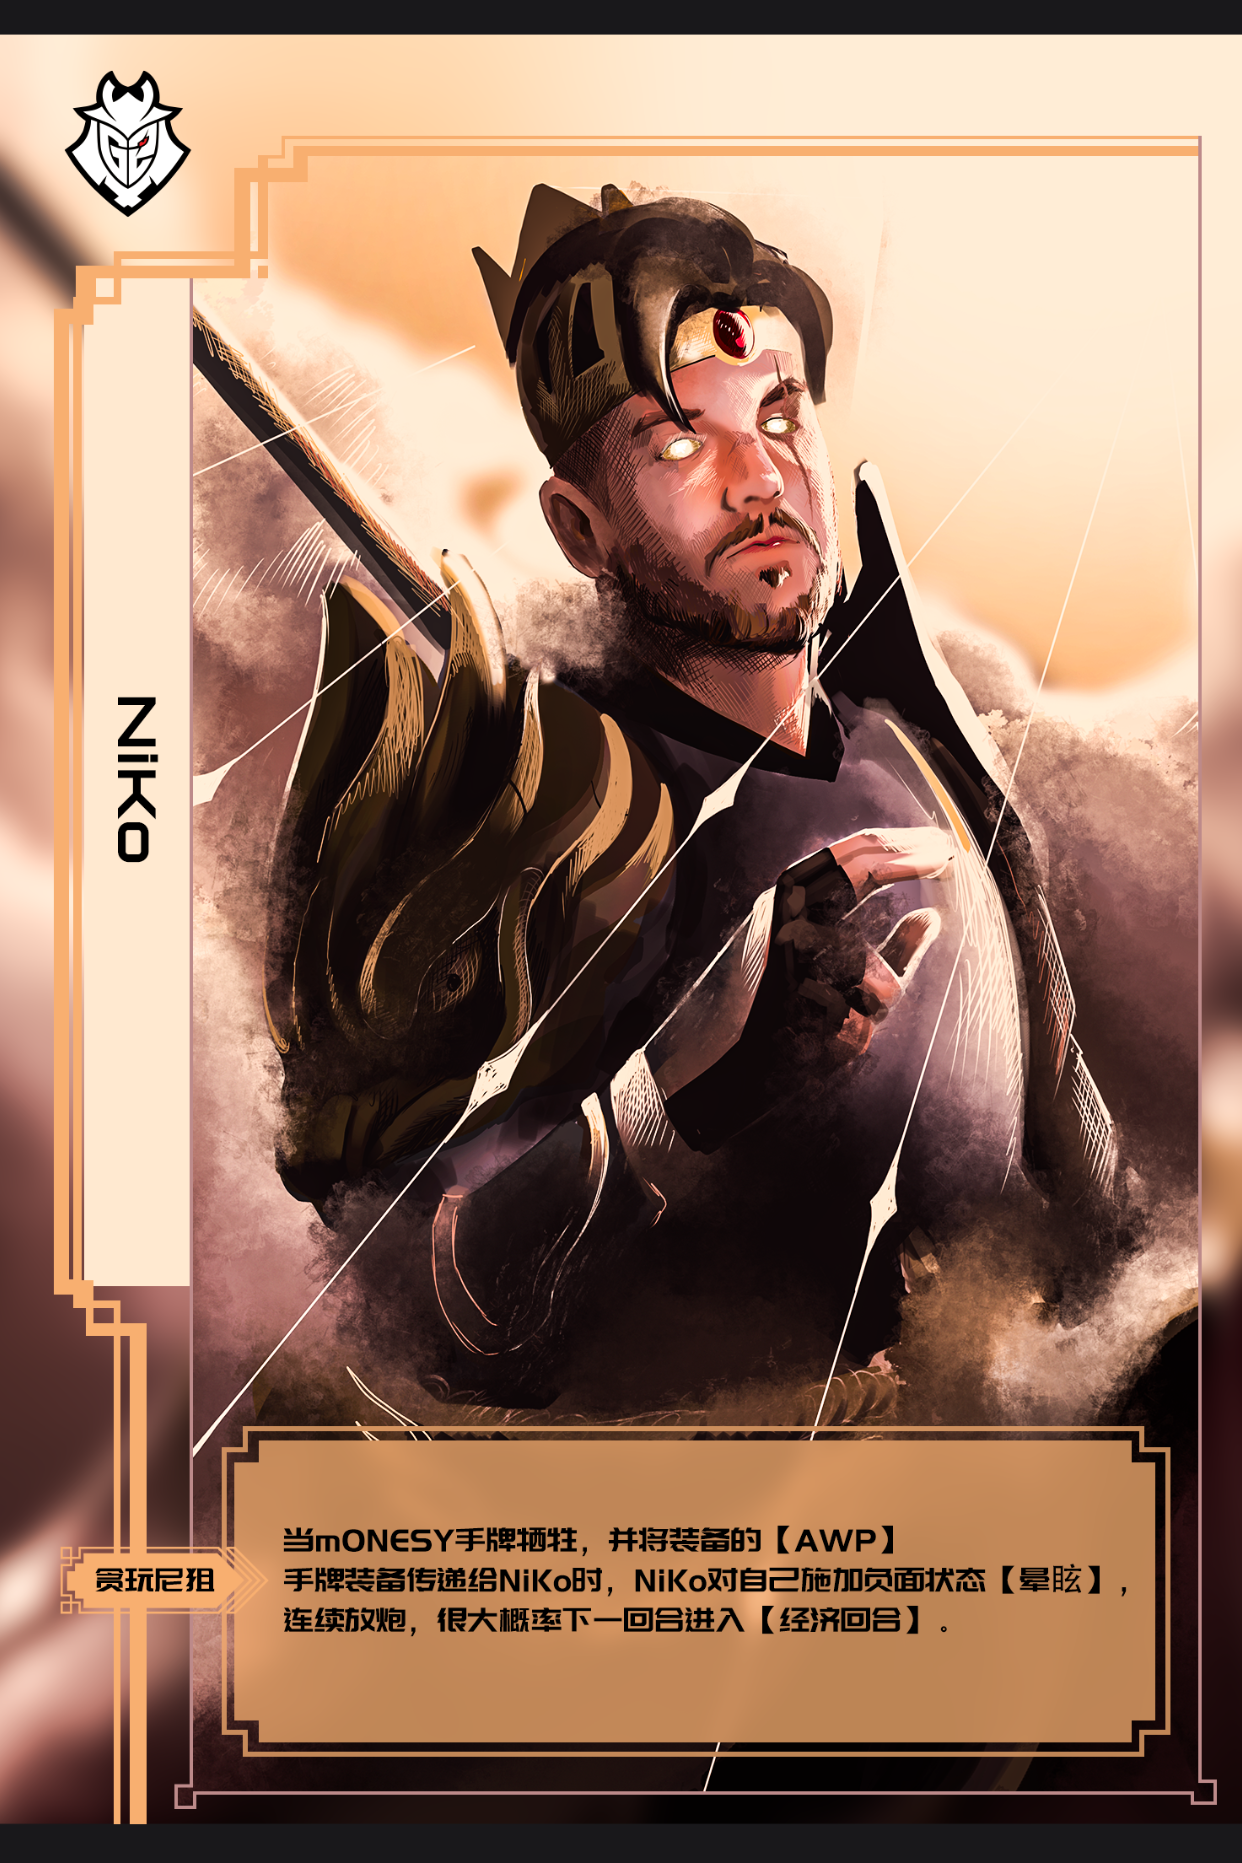 G2
NiKo
贪玩尼狙
当mONESY手牌牺牲，并将装备的【AWP】
手牌装备传递给NiKo时，NiKo对自己施加负面状态【晕眩】，
连续放炮，很大概率下一回合进入【经济回合】。